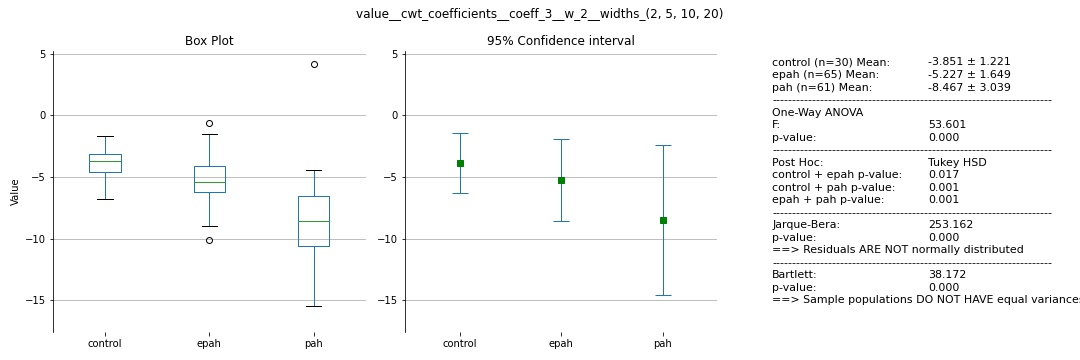 value__cwt_coefficients__coeff_3__w_2__widths_(2, 5, 10, 20)
Box Plot
5
0
−5
−10
−15
Value
control
epah
pah
95% Confidence interval
5
0
−5
−10
−15
control
epah
pah
control (n=30) Mean: -3.851 ± 1.221
epah (n=65) Mean: -5.227 ± 1.649
pah (n=61) Mean: -8.467 ± 3.039
One-Way ANOVA
F: 53.601
p-value: 0.000
Post Hoc: Tukey HSD
control + epah p-value: 0.017
control + pah p-value: 0.001
epah + pah p-value: 0.001
Jarque-Bera: 253.162
p-value: 0.000
==> Residuals ARE NOT normally distributed
Bartlett: 38.172
p-value: 0.000
==> Sample populations DO NOT HAVE equal variances